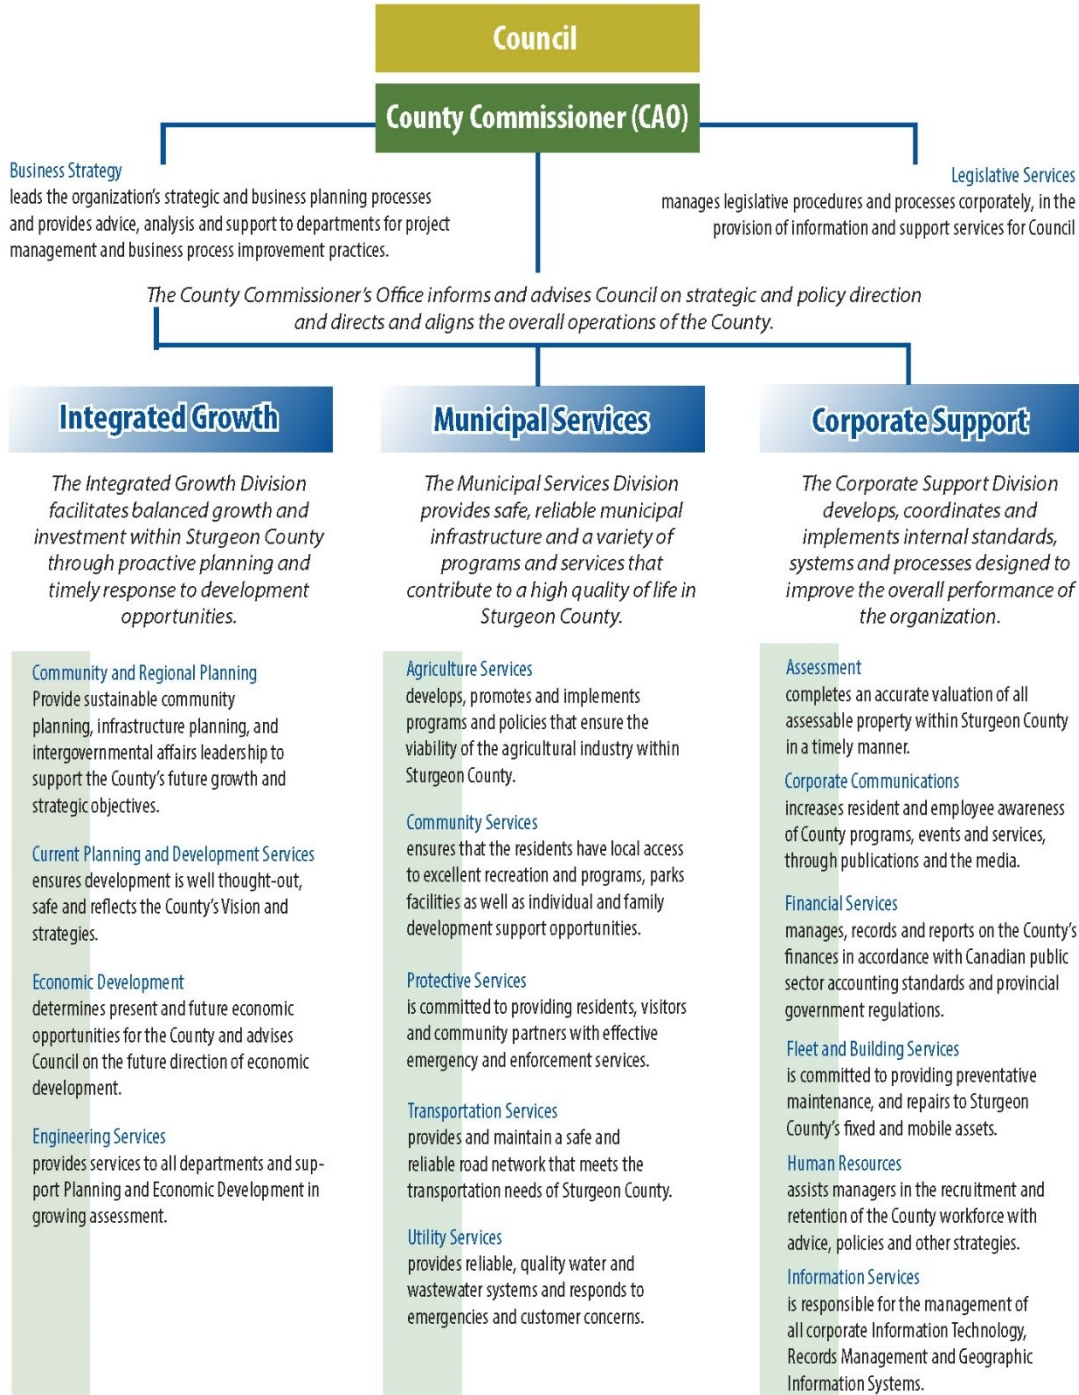 Council
County Commissioner (CAO)
Business Strategy
leads the organization's strategic and business planning processes
and provides advice, analysis and support to departments for project
management and business process improvement practices.
Legislative Services
manages legislative procedures and processes corporately, in the
provision of information and support services for Council
The County Commissioner's Office informs and advises Council on strategic and policy direction
and directs and aligns the overall operations of the County.
Integrated Growth
The Integrated Growth Division
facilitates balanced growth and
investment within Sturgeon County
through proactive planning and
timely response to development
opportunities.
Community and Regional Planning
Provide sustainable community
planning, infrastructure planning, and
intergovernmental affairs leadership to
support the County's future growth and
strategic objectives.
Current Planning and Development Services
ensures development is well thought-out,
safe and reflects the County's Vision and
strategies.
Economic Development
determines present and future economic
opportunities for the County and advises
Council on the future direction of economic
development.
Engineering Services
provides services to all departments and sup-
port Planning and Economic Development in
growing assessment.
Municipal Services
The Municipal Services Division
provides safe, reliable municipal
infrastructure and a variety of
programs and services that
contribute to a high quality of life in
Sturgeon County.
Agriculture Services
develops, promotes and implements
programs and policies that ensure the
viability of the agricultural industry within
Sturgeon County.
Community Services
ensures that the residents have local access
to excellent recreation and programs, parks
facilities as well as individual and family
development support opportunities.
Protective Services
is committed to providing residents, visitors
and community partners with effective
emergency and enforcement services.
Transportation Services
provides and maintain a safe and
reliable road network that meets the
transportation needs of Sturgeon County.
Utility Services
provides reliable, quality water and
wastewater systems and responds to
emergencies and customer concerns.
Corporate Support
The Corporate Support Division
develops, coordinates and
implements internal standards,
systems and processes designed to
improve the overall performance of
the organization.
Assessment
completes an accurate valuation of all
assessable property within Sturgeon County
in a timely manner.
Corporate Communications
increases resident and employee awareness
of County programs, events and services,
through publications and the media.
Financial Services
manages, records and reports on the County's
finances in accordance with Canadian public
sector accounting standards and provincial
government regulations.
Fleet and Building Services
is committed to providing preventative
maintenance, and repairs to Sturgeon
County's fixed and mobile assets.
Human Resources
assists managers in the recruitment and
retention of the County workforce with
advice, policies and other strategies.
Information Services
is responsible for the management of
all corporate Information Technology,
Records Management and Geographic
Information Systems.